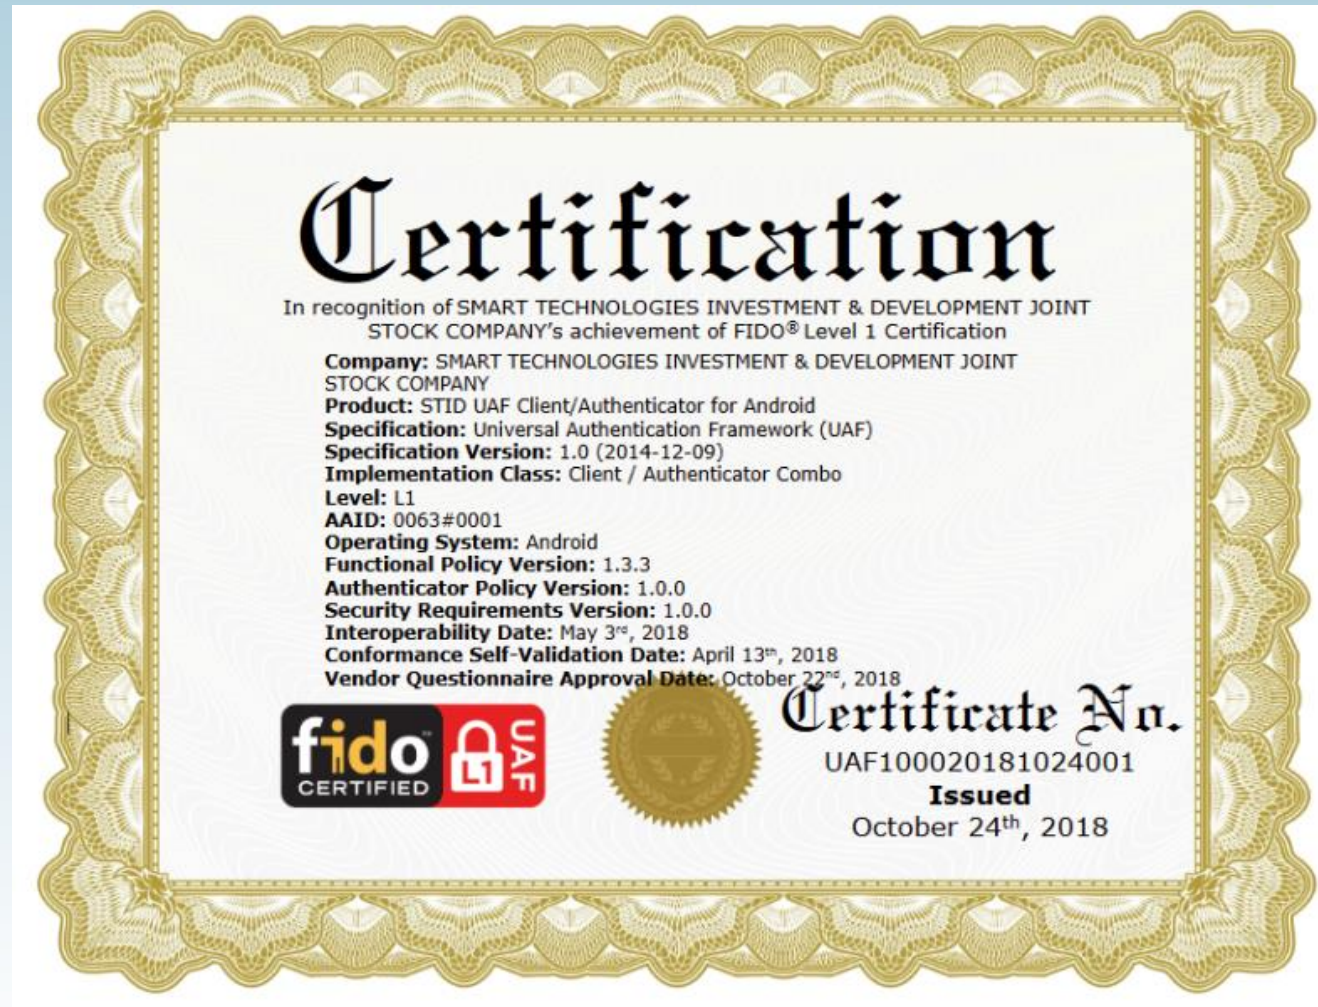 Certification
In recognition of SMART TECHNOLOGIES INVESTMENT & DEVELOPMENT JOINT
STOCK COMPANY's achievement of FIDO® Level 1 Certification
Company: SMART TECHNOLOGIES INVESTMENT & DEVELOPMENT JOINT
STOCK COMPANY
Product: STID UAF Client/Authenticator for Android
Specification: Universal Authentication Framework (UAF)
Specification Version: 1.0 (2014-12-09)
Implementation Class: Client / Authenticator Combo
Level: L1
AAID: 0063#0001
Operating System: Android
Functional Policy Version: 1.3.3
Authenticator Policy Version: 1.0.0
Security Requirements Version: 1.0.0
Interoperability Date: May 3rd, 2018
Conformance Self-Validation Date: April 13th, 2018
Vendor Questionnaire Approval Date: October 22nd, 2018
fido™
CERTIFIED
L1
UAF
Certificate No.
UAF100020181024001
Issued
October 24th, 2018